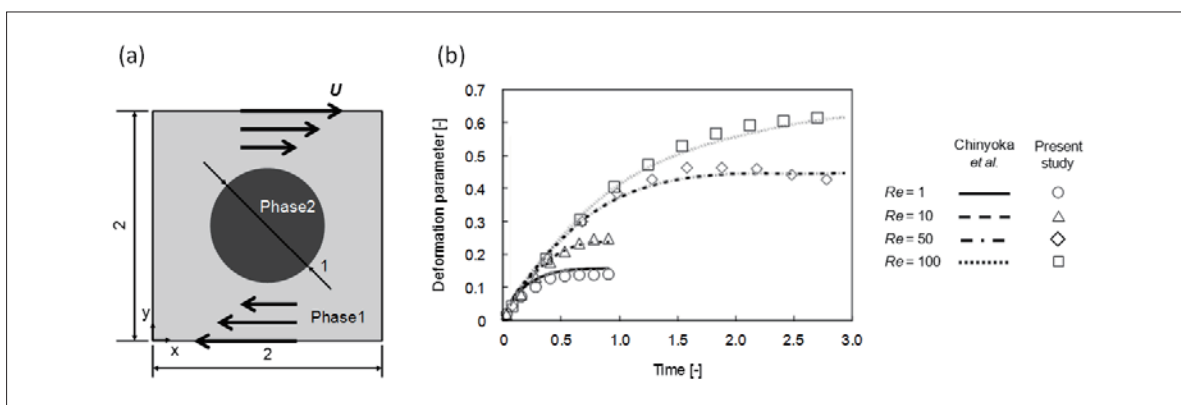 (a)
U
Phase2
2
1
Phase1
y
x
2
(b)
Deformation parameter [-]
0.7
0.6
0.5
0.4
0.3
0.2
0.1
0
0 0.5 1.0 1.5 2.0 2.5 3.0
Time [-]
Chinyoka Present
et al. study
Re = 1
Re = 10
Re = 50
Re = 100